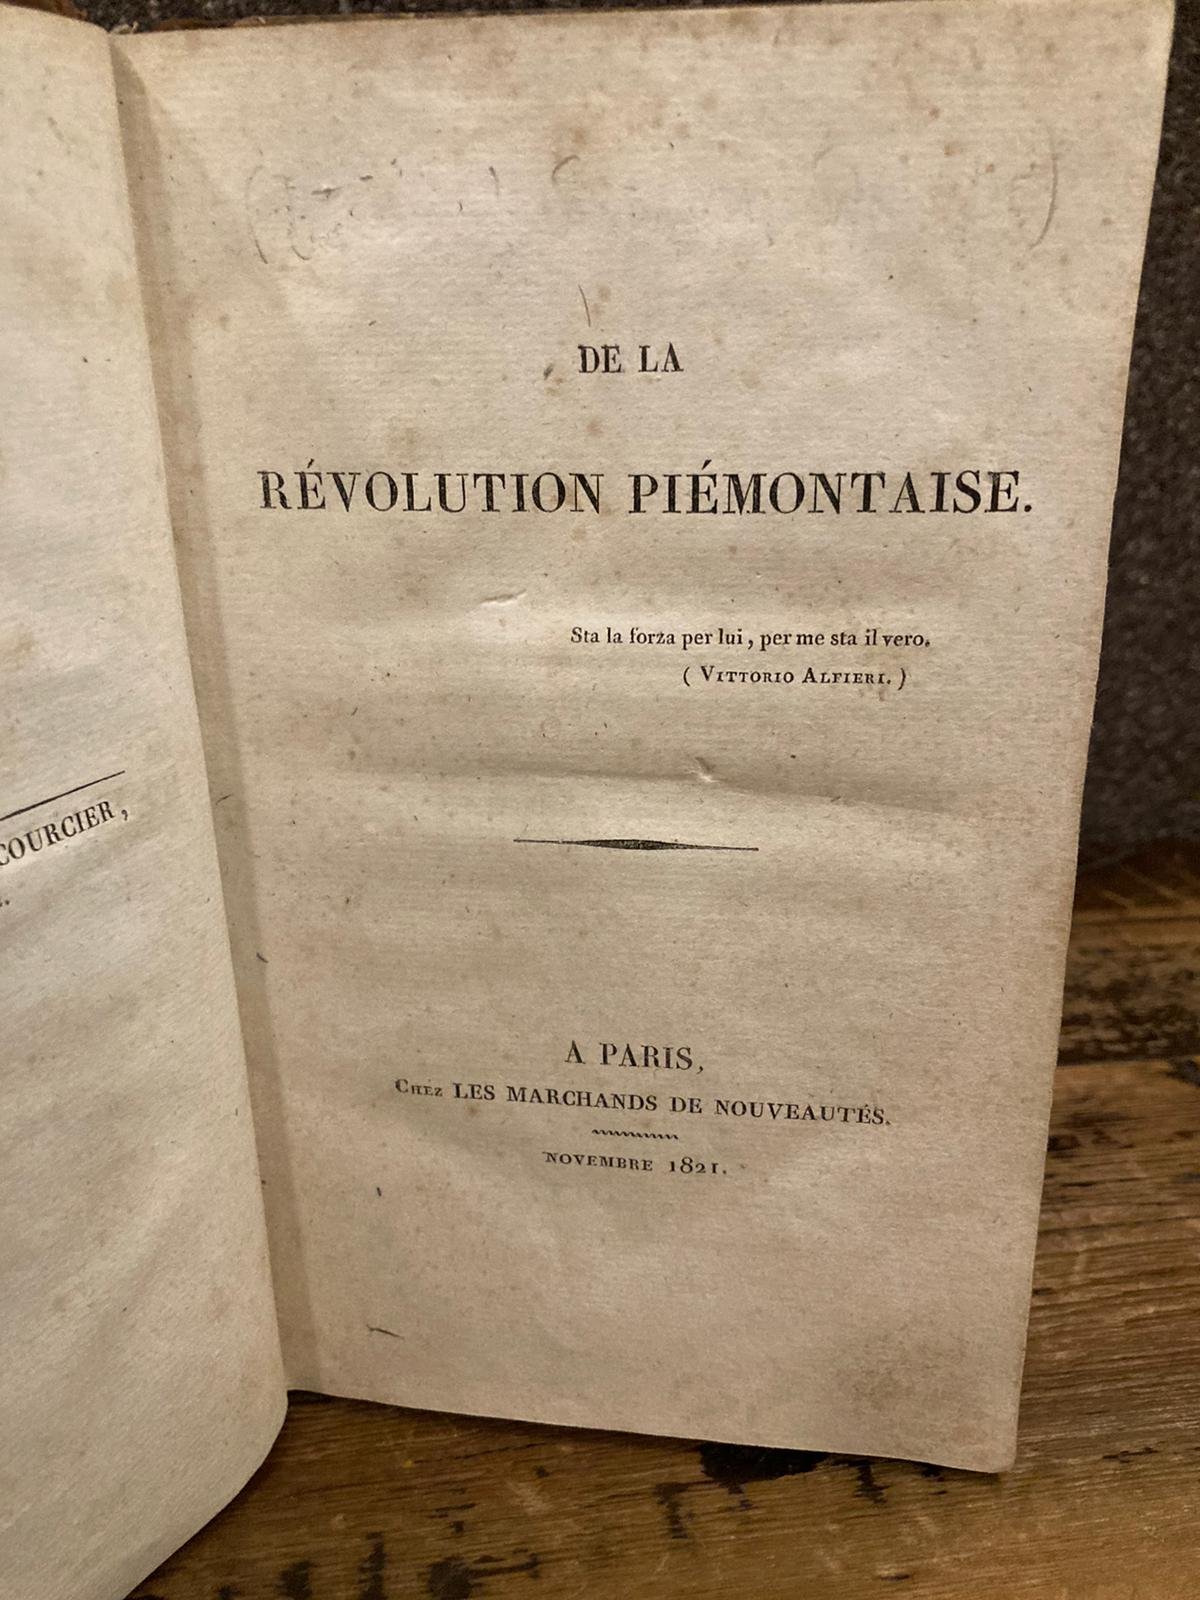 COURCIER,
DE LA
RÉVOLUTION PIÉMONTAISE.
Sta la forza per lui, per me sta il vero.
( VITTORIO ALFIERI. )
A PARIS,
CHEZ LES MARCHANDS DE NOUVEAUTÉS.
NOVEMBRE 1821.